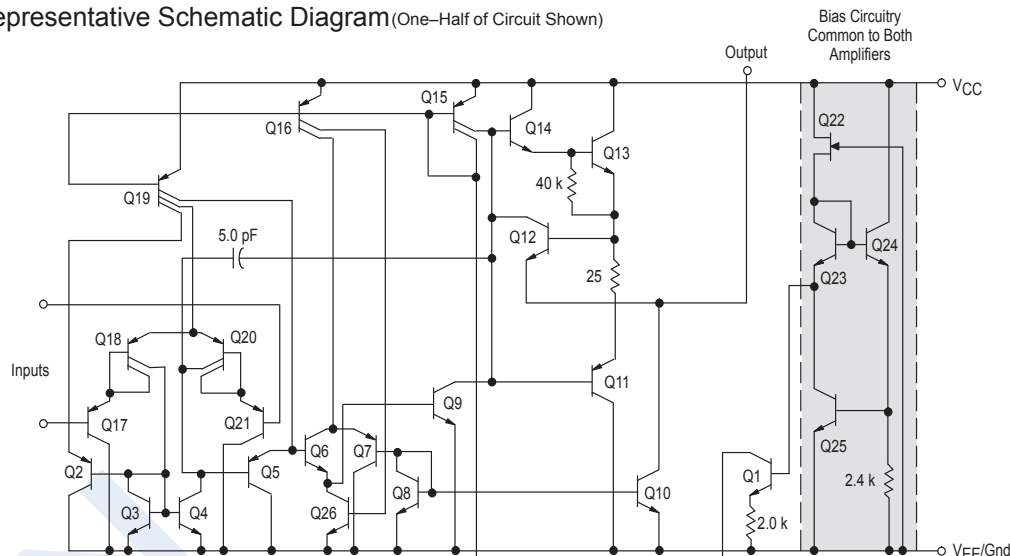 epresentative Schematic Diagram (One–Half of Circuit Shown)
Bias Circuitry
Common to Both
Amplifiers
Output
VCC
Q15
Q22
Q16
Q14
Q13
40 k
Q19
5.0 pF
Q12
Q24
25
Q23
Q18
Q20
Inputs
Q11
Q9
Q17
Q21
Q25
Q2
Q5
Q6
Q7
Q1
2.4 k
Q8
Q10
Q3
Q4
Q26
2.0 k
VEE/Gnd